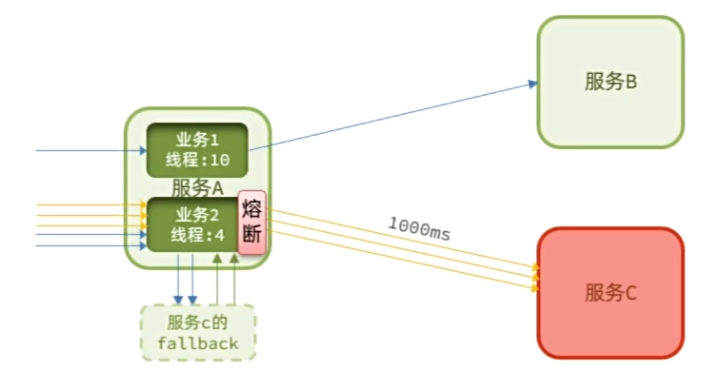 服务B
业务1
线程:10
服务A
业务2
线程:4
熔
断
1000ms
服务C
服务c的
fallback